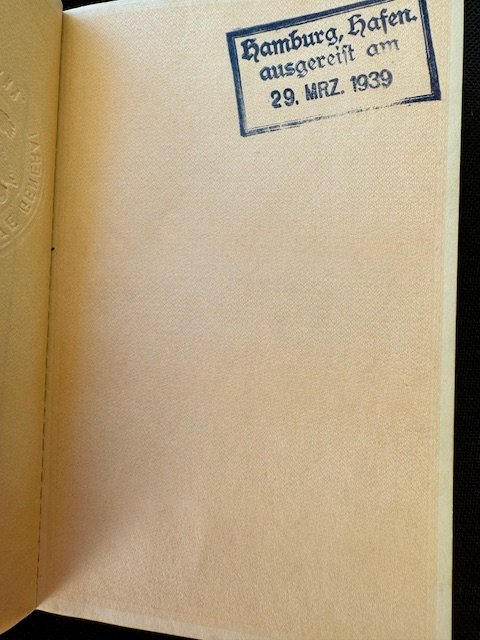 Hamburg, Hafen.
ausgereist am
29. MRZ. 1939